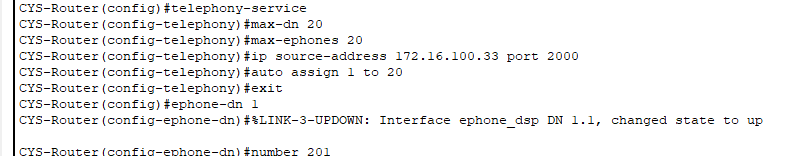 CYS-Router(config)#telephony-service
CYS-Router(config-telephony)#max-dn 20
CYS-Router(config-telephony)#max-ephones 20
CYS-Router(config-telephony)#ip source-address 172.16.100.33 port 2000
CYS-Router(config-telephony)#auto assign 1 to 20
CYS-Router(config-telephony)#exit
CYS-Router(config)#ephone-dn 1
CYS-Router(config-ephone-dn)#%LINK-3-UPDOWN: Interface ephone_dsp DN 1.1, changed state to up
CYS-Router(config-ephone-dn)#number 201